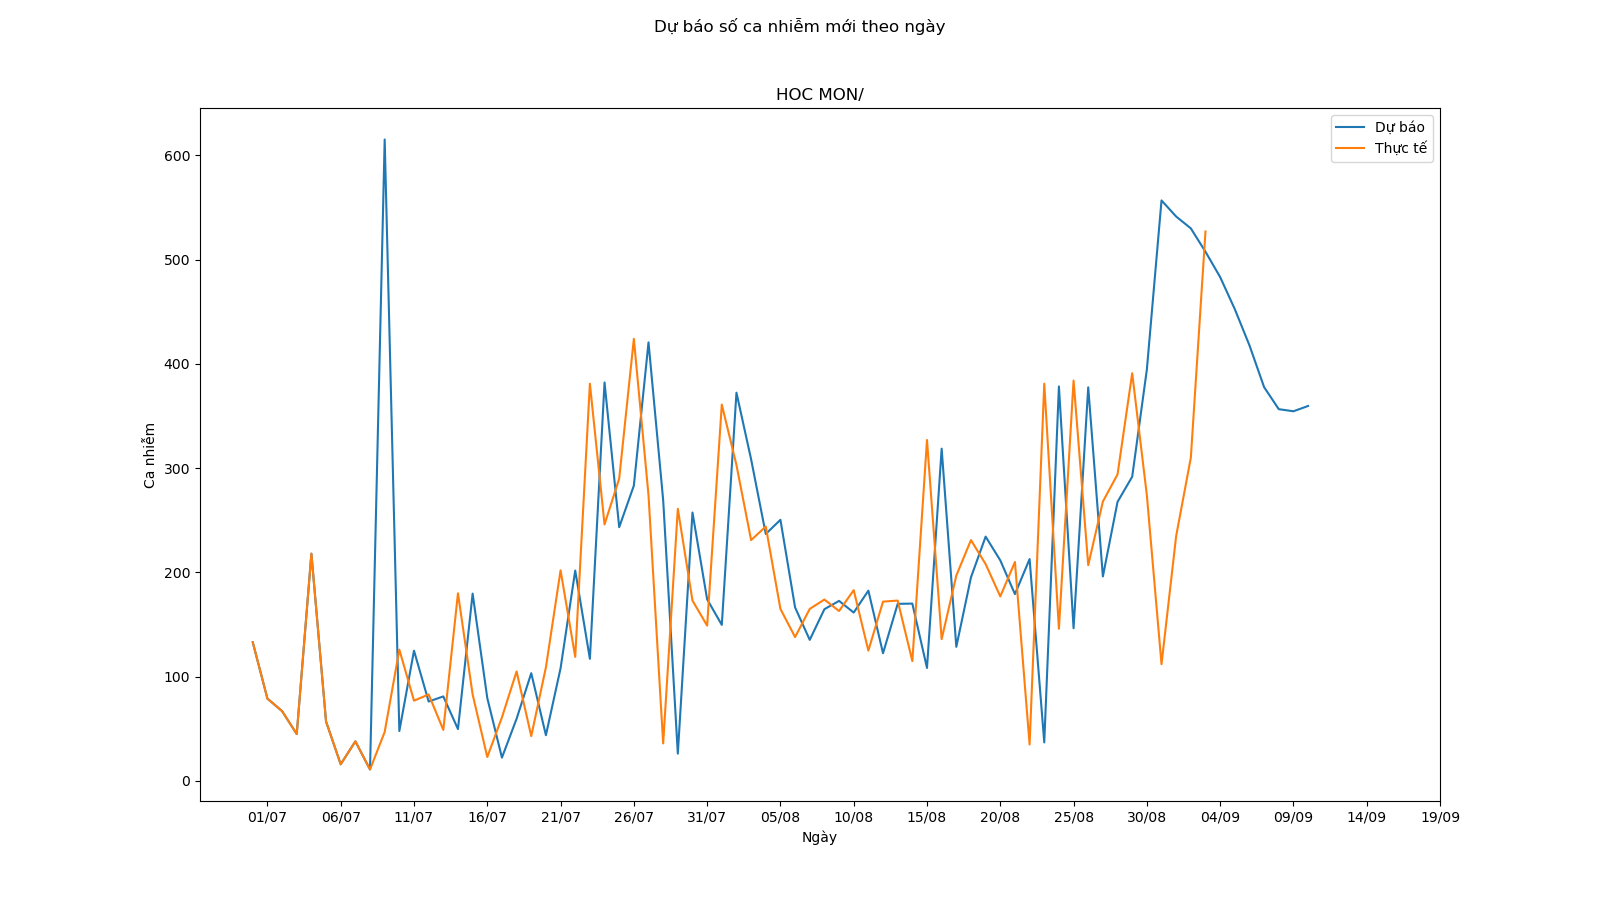 Dự báo số ca nhiễm mới theo ngày
HOC MON/
Dự báo
Thực tế
600
500
400
300
200
100
0
Ca nhiễm
01/07 06/07 11/07 16/07 21/07 26/07 31/07 05/08 10/08 15/08 20/08 25/08 30/08 04/09 09/09 14/09 19/09
Ngày